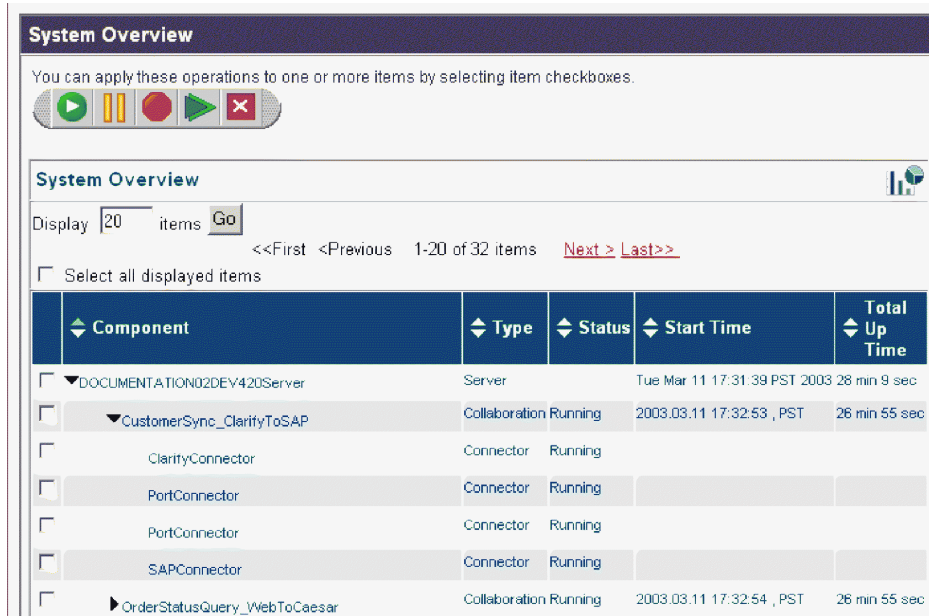 System Overview
You can apply these operations to one or more items by selecting item checkboxes.
System Overview
Display 20 items Go
<<First <Previous 1-20 of 32 items Next > Last>>
Select all displayed items
Component Type Status Start Time Total Up Time
DOCUMENTATION02DEV420Server Server Tue Mar 11 17:31:39 PST 2003 28 min 9 sec
CustomerSync_ClarifyToSAP Collaboration Running 2003.03.11 17:32:53 , PST 26 min 55 sec
ClarifyConnector Connector Running
PortConnector Connector Running
PortConnector Connector Running
SAPConnector Connector Running
OrderStatusQuery_WebToCaesar Collaboration Running 2003.03.11 17:32:54 , PST 26 min 55 sec